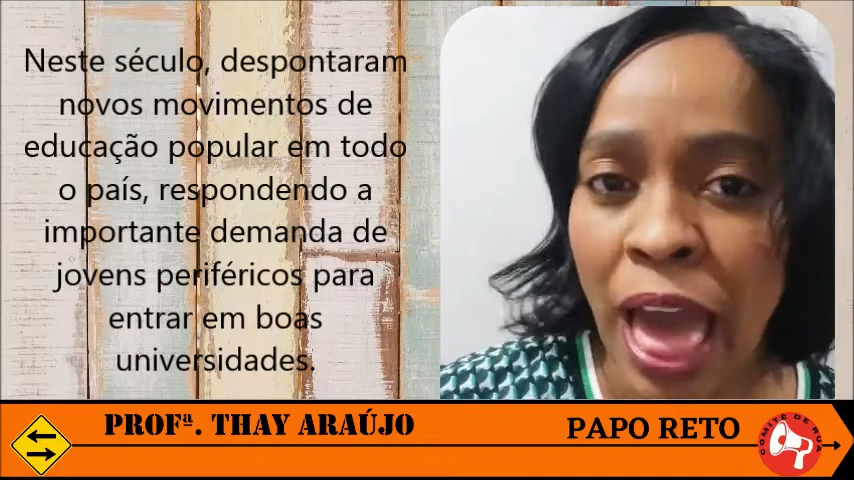 Neste século, despontaram
novos movimentos de
educação popular em todo
o país, respondendo a
importante demanda de
jovens periféricos para
entrar em boas
universidades.
PROFª. THAY ARAÚJO
PAPO RETO
COMITÊ DE RUA